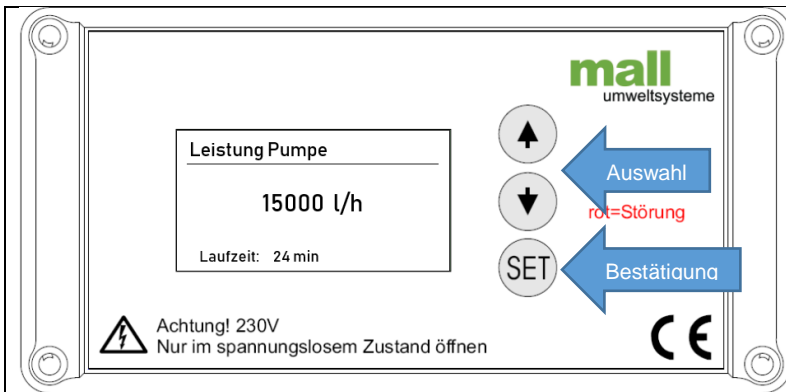 mall
umweltsysteme
Leistung Pumpe
15000 l/h
Laufzeit: 24 min
Auswahl
rot=Störung
SET
Bestätigung
Achtung! 230V
Nur im spannungslosem Zustand öffnen
CE